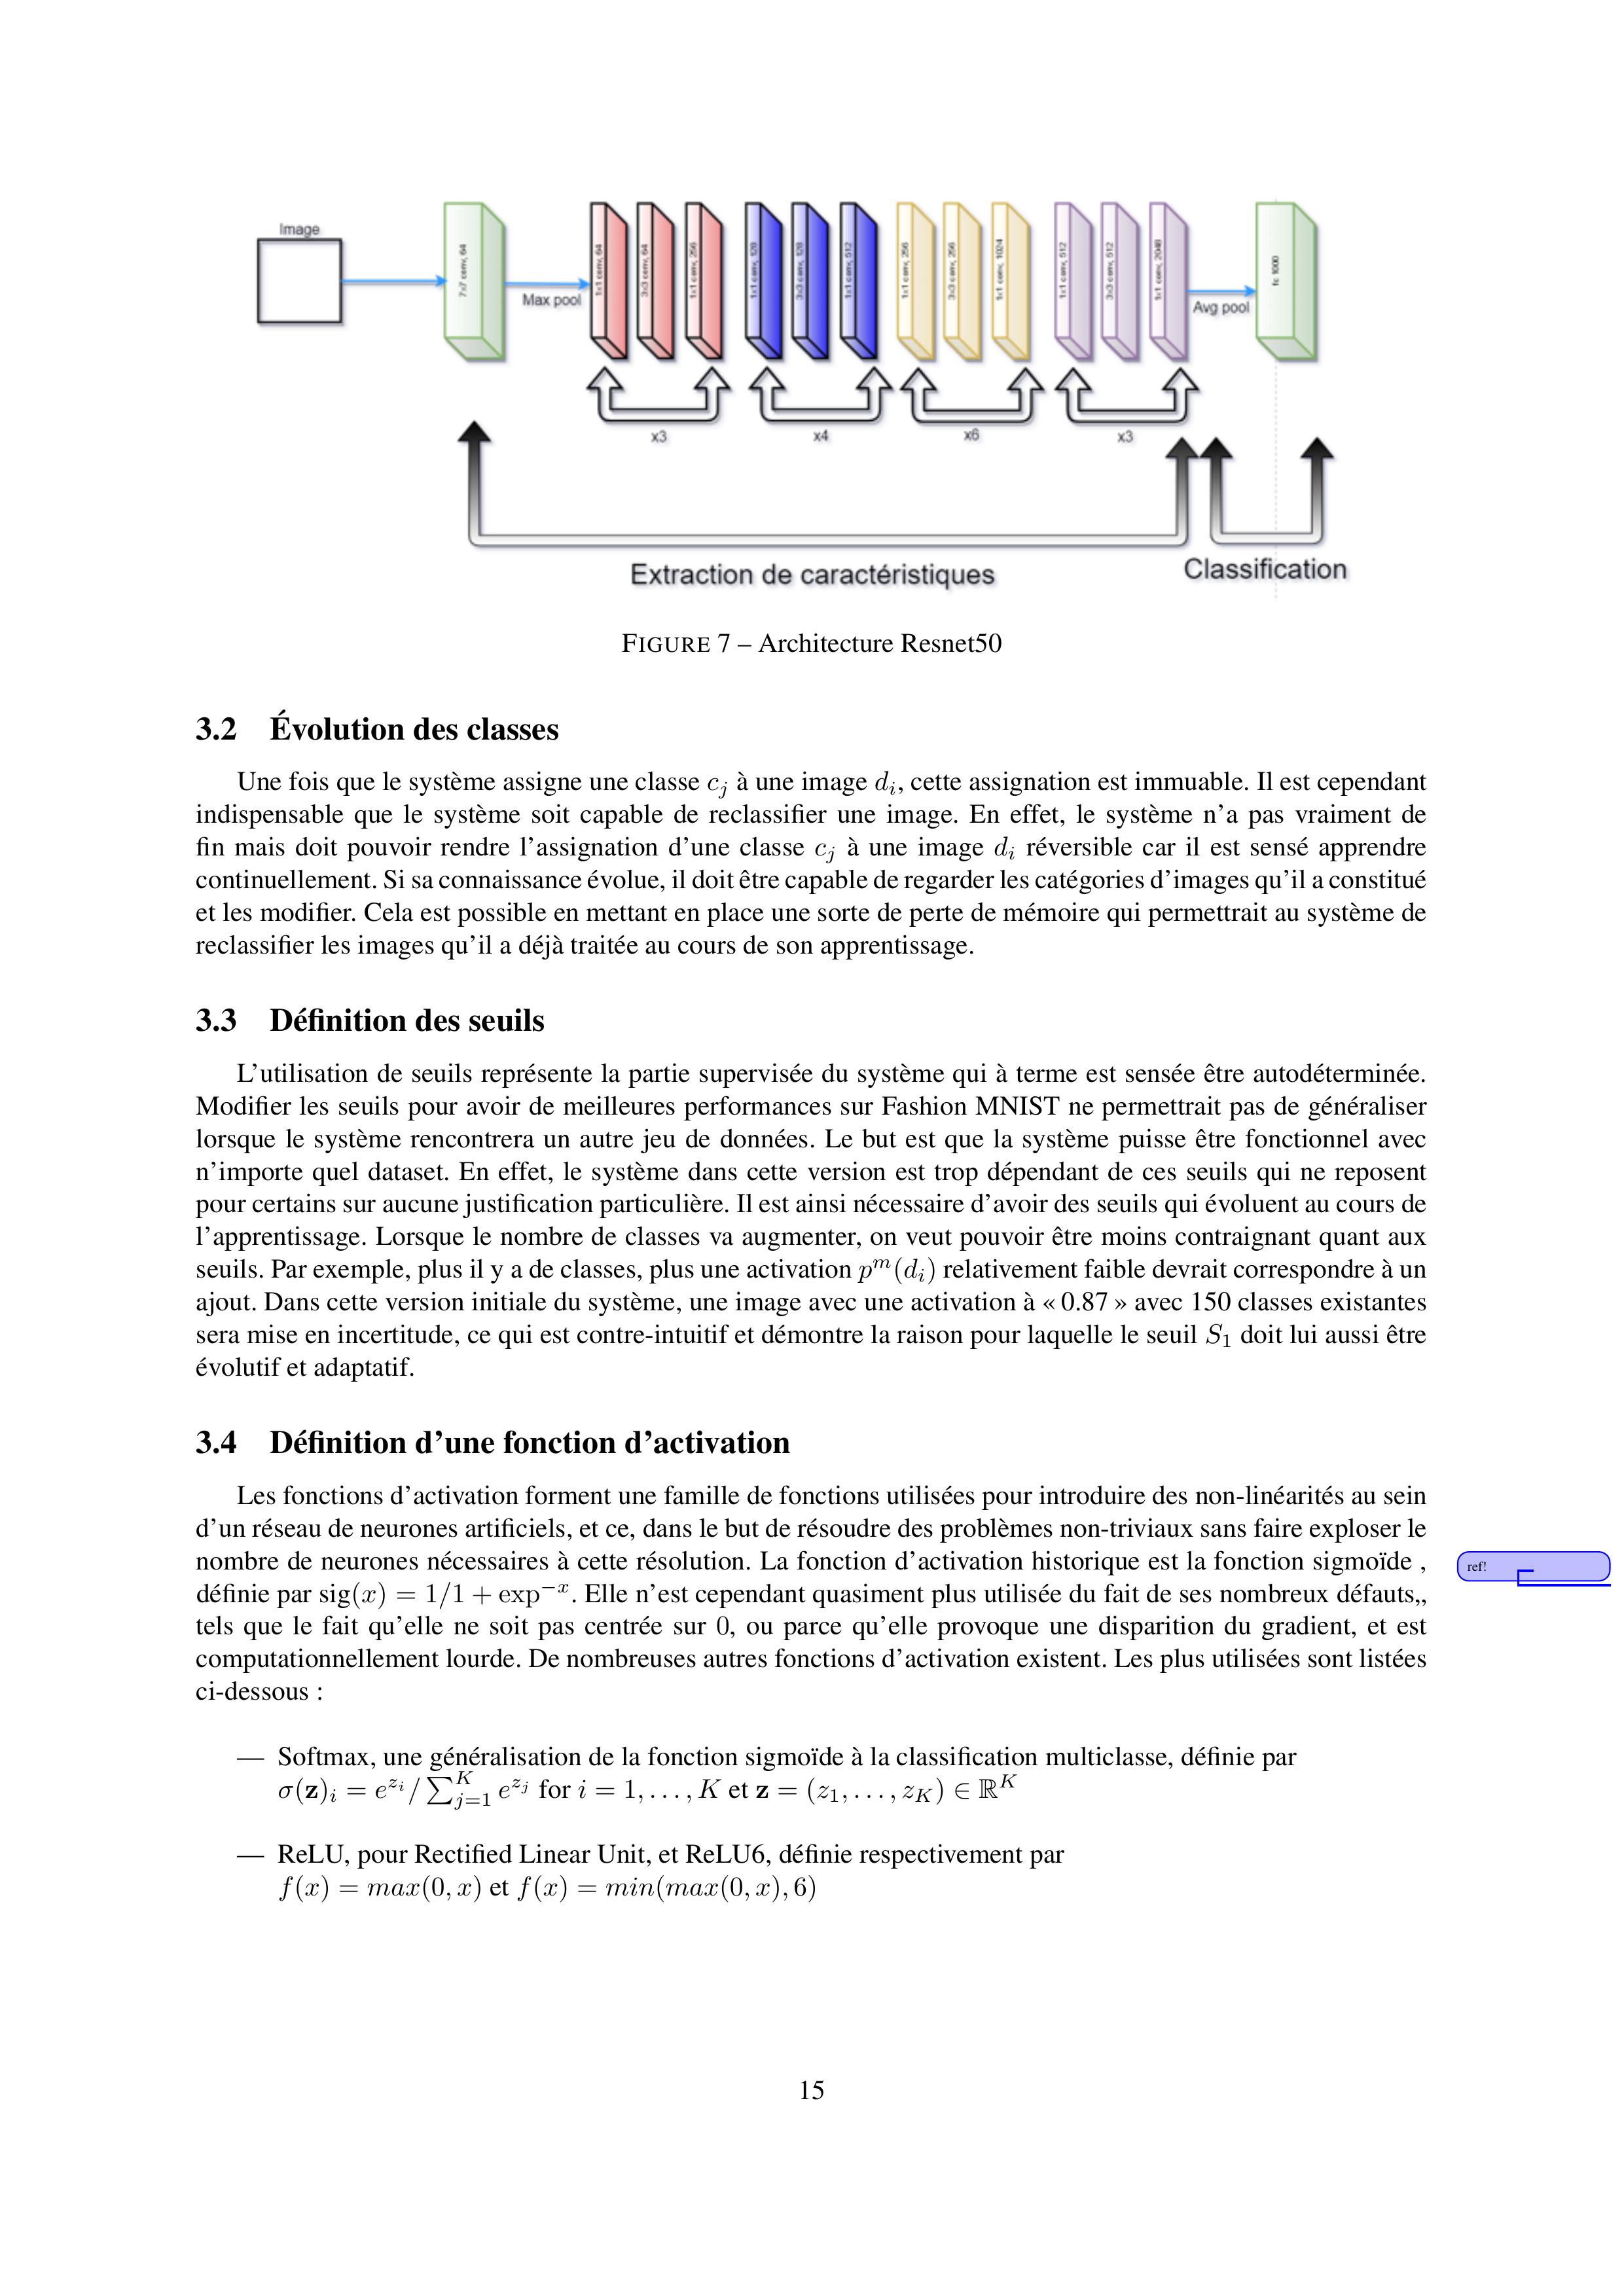 Image
7x7 conv, 64
Max pool
1x1 conv, 64
3x3 conv, 64
1x1 conv, 256
1x1 conv, 128
3x3 conv, 128
1x1 conv, 512
1x1 conv, 256
3x3 conv, 256
1x1 conv, 1024
1x1 conv, 512
3x3 conv, 512
1x1 conv, 2048
Avg pool
fc 1000
x3
x4
x6
x3
Extraction de caractéristiques
Classification
FIGURE 7 – Architecture Resnet50
3.2 Évolution des classes
Une fois que le système assigne une classe c_j à une image d_i, cette assignation est immuable. Il est cependant
indispensable que le système soit capable de reclassifier une image. En effet, le système n'a pas vraiment de
fin mais doit pouvoir rendre l'assignation d'une classe c_j à une image d_i réversible car il est sensé apprendre
continuellement. Si sa connaissance évolue, il doit être capable de regarder les catégories d'images qu'il a constitué
et les modifier. Cela est possible en mettant en place une sorte de perte de mémoire qui permettrait au système de
reclassifier les images qu'il a déjà traitée au cours de son apprentissage.
3.3 Définition des seuils
L'utilisation de seuils représente la partie supervisée du système qui à terme est sensée être autodéterminée.
Modifier les seuils pour avoir de meilleures performances sur Fashion MNIST ne permettrait pas de généraliser
lorsque le système rencontrera un autre jeu de données. Le but est que la système puisse être fonctionnel avec
n'importe quel dataset. En effet, le système dans cette version est trop dépendant de ces seuils qui ne reposent
pour certains sur aucune justification particulière. Il est ainsi nécessaire d'avoir des seuils qui évoluent au cours de
l'apprentissage. Lorsque le nombre de classes va augmenter, on veut pouvoir être moins contraignant quant aux
seuils. Par exemple, plus il y a de classes, plus une activation p^m(d_i) relativement faible devrait correspondre à un
ajout. Dans cette version initiale du système, une image avec une activation à « 0.87 » avec 150 classes existantes
sera mise en incertitude, ce qui est contre-intuitif et démontre la raison pour laquelle le seuil S_1 doit lui aussi être
évolutif et adaptatif.
3.4 Définition d'une fonction d'activation
Les fonctions d'activation forment une famille de fonctions utilisées pour introduire des non-linéarités au sein
d'un réseau de neurones artificiels, et ce, dans le but de résoudre des problèmes non-triviaux sans faire exploser le
nombre de neurones nécessaires à cette résolution. La fonction d'activation historique est la fonction sigmoïde ,
définie par sig(x) = 1/1 + exp^{−x}. Elle n'est cependant quasiment plus utilisée du fait de ses nombreux défauts,,
tels que le fait qu'elle ne soit pas centrée sur 0, ou parce qu'elle provoque une disparition du gradient, et est
computationnellement lourde. De nombreuses autres fonctions d'activation existent. Les plus utilisées sont listées
ci-dessous :
ref!
— Softmax, une généralisation de la fonction sigmoïde à la classification multiclasse, définie par
σ(z)_i = e^{z_i}/ ∑_{j=1}^{K} e^{z_j} for i = 1, . . . , K et z = (z_1, . . . , z_K) ∈ ℝ^K
— ReLU, pour Rectified Linear Unit, et ReLU6, définie respectivement par
f(x) = max(0, x) et f(x) = min(max(0, x), 6)
15